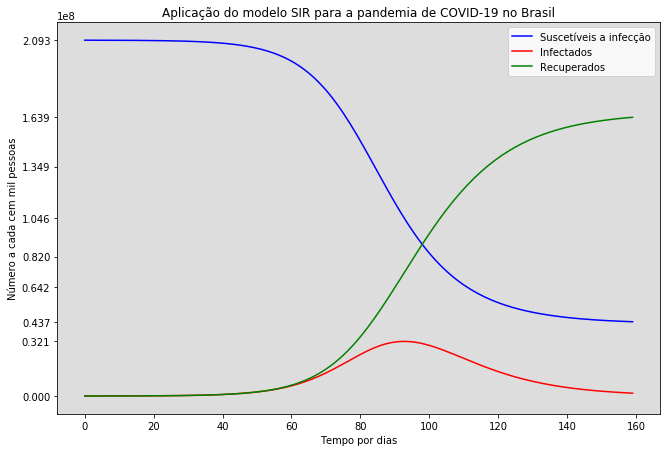 Aplicação do modelo SIR para a pandemia de COVID-19 no Brasil
1e8
Suscetíveis a infecção
Infectados
Recuperados
Número a cada cem mil pessoas
2.093
1.639
1.349
1.046
0.820
0.642
0.437
0.321
0.000
0 20 40 60 80 100 120 140 160
Tempo por dias